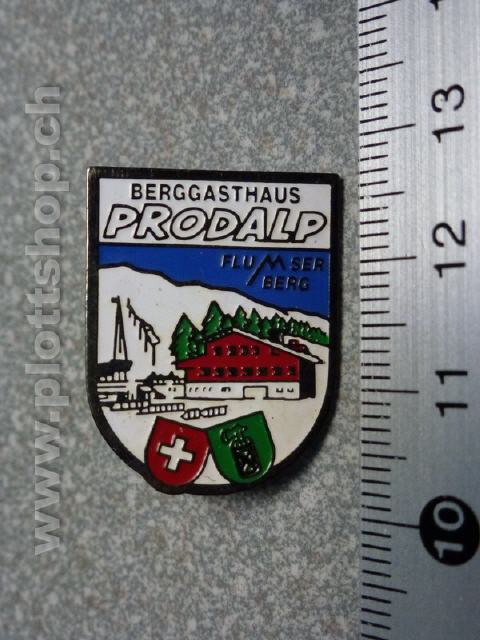 BERGGASTHAUS
PRODALP
FLUMSER
BERG
www.plottshop.ch
13
12
11
10